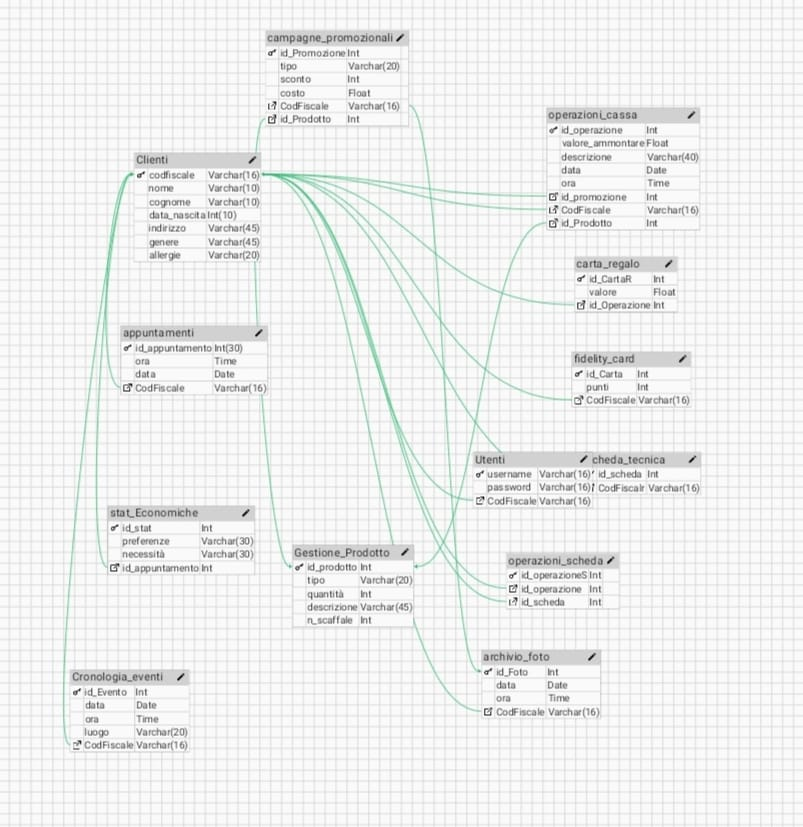 campagne_promozionali
id_Promozione Int
tipo Varchar(20)
sconto Int
costo Float
CodFiscale Varchar(16)
id_Prodotto Int
operazioni_cassa
id_operazione Int
valore_ammontare Float
descrizione Varchar(40)
data Date
ora Time
id_promozione Int
CodFiscale Varchar(16)
id_Prodotto Int
Clienti
codfiscale Varchar(16)
nome Varchar(10)
cognome Varchar(10)
data_nascita Int(10)
indirizzo Varchar(45)
genere Varchar(45)
allergie Varchar(20)
carta_regalo
id_CartaR Int
valore Float
id_Operazione Int
appuntamenti
id_appuntamento Int(30)
ora Time
data Date
CodFiscale Varchar(16)
fidelity_card
id_Carta Int
punti Int
CodFiscale Varchar(16)
Utenti
username Varchar(16)
password Varchar(16)
CodFiscale Varchar(16)
cheda_tecnica
id_scheda Int
CodFiscalr Varchar(16)
stat_Economiche
id_stat Int
preferenze Varchar(30)
necessità Varchar(30)
id_appuntamento Int
Gestione_Prodotto
id_prodotto Int
tipo Varchar(20)
quantità Int
descrizione Varchar(45)
n_scaffale Int
operazioni_scheda
id_operazioneS Int
id_operazione Int
id_scheda Int
archivio_foto
id_Foto Int
data Date
ora Time
CodFiscale Varchar(16)
Cronologia_eventi
id_Evento Int
data Date
ora Time
luogo Varchar(20)
CodFiscale Varchar(16)